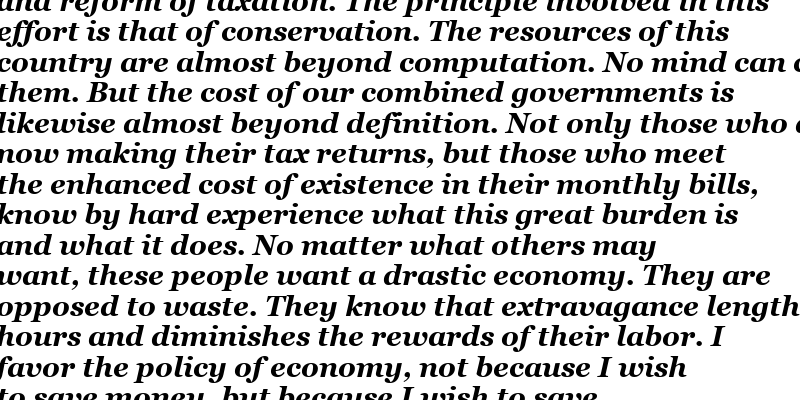 and reform of taxation. The principle involved in this
effort is that of conservation. The resources of this
country are almost beyond computation. No mind can
them. But the cost of our combined governments is
likewise almost beyond definition. Not only those who
now making their tax returns, but those who meet
the enhanced cost of existence in their monthly bills,
know by hard experience what this great burden is
and what it does. No matter what others may
want, these people want a drastic economy. They are
opposed to waste. They know that extravagance length
hours and diminishes the rewards of their labor. I
favor the policy of economy, not because I wish
to save money, but because I wish to save